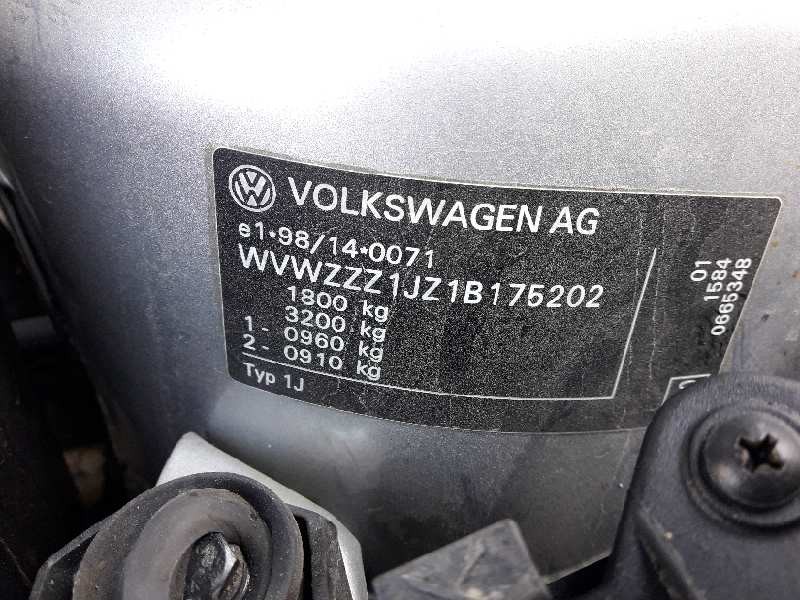 VOLKSWAGEN AG
e1*98/14*0071
WVWZZZ1JZ1B175202
1800 kg
3200 kg
1- 0960 kg
2- 0910 kg
Typ 1J
01
1584
0665348